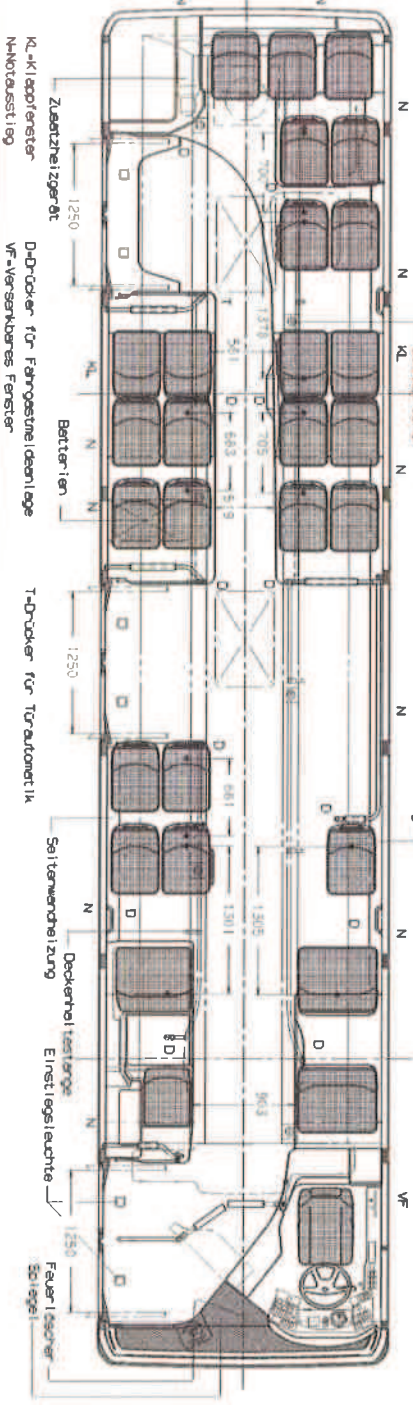 N
N
N
N
KL
N
N
N
VF
700
1370
705
561
683
519
T
D
D
D
D
D
KL
N
N
1250
1250
661
1301
1305
D
D
D
N
D
D
903
N
1250
Zusatzheizgerät
Batterien
Seitenwandheizung
Deckenhaltestange
Einstiegsleuchte
Feuerlöscher
Spiegel
KL=Klappfenster
N=Notausstieg
D=Drücker für Fahrgastmeldeanlage
VF=Versenkbares Fenster
T=Drücker für Türautomatik